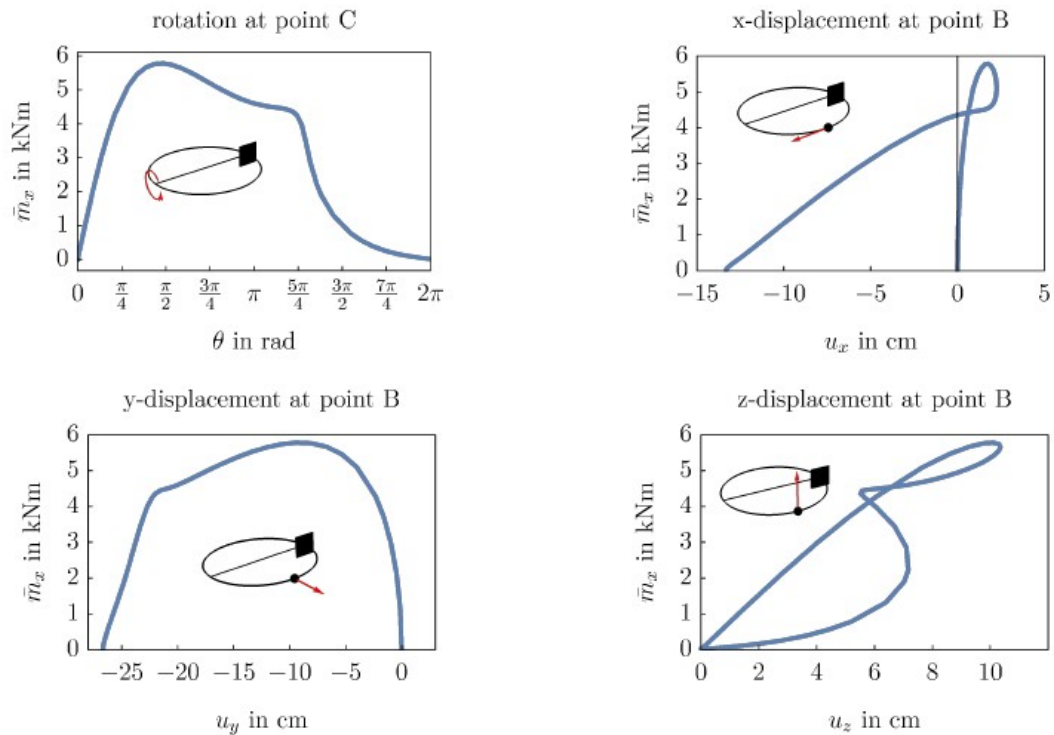 rotation at point C
6
5
4
3
2
1
0
m̄ₓ in kNm
0 π/4 π/2 3π/4 π 5π/4 3π/2 7π/4 2π
θ in rad
x-displacement at point B
6
5
4
3
2
1
0
m̄ₓ in kNm
−15 −10 −5 0 5
uₓ in cm
y-displacement at point B
6
5
4
3
2
1
0
m̄ₓ in kNm
−25 −20 −15 −10 −5 0
u_y in cm
z-displacement at point B
6
5
4
3
2
1
0
m̄ₓ in kNm
0 2 4 6 8 10
u_z in cm